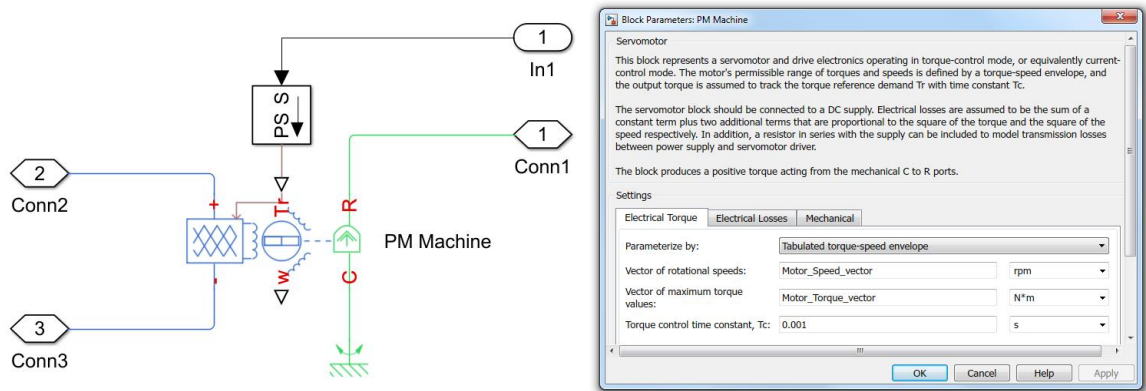 1
In1
PS S
1
Conn1
2
Conn2
+
Tr
R
PM Machine
-
w
C
3
Conn3
Block Parameters: PM Machine
Servomotor
This block represents a servomotor and drive electronics operating in torque-control mode, or equivalently current-
control mode. The motor's permissible range of torques and speeds is defined by a torque-speed envelope, and
the output torque is assumed to track the torque reference demand Tr with time constant Tc.
The servomotor block should be connected to a DC supply. Electrical losses are assumed to be the sum of a
constant term plus two additional terms that are proportional to the square of the torque and the square of the
speed respectively. In addition, a resistor in series with the supply can be included to model transmission losses
between power supply and servomotor driver.
The block produces a positive torque acting from the mechanical C to R ports.
Settings
Electrical Torque Electrical Losses Mechanical
Parameterize by: Tabulated torque-speed envelope
Vector of rotational speeds: Motor_Speed_vector rpm
Vector of maximum torque
values: Motor_Torque_vector N*m
Torque control time constant, Tc: 0.001 s
OK Cancel Help Apply